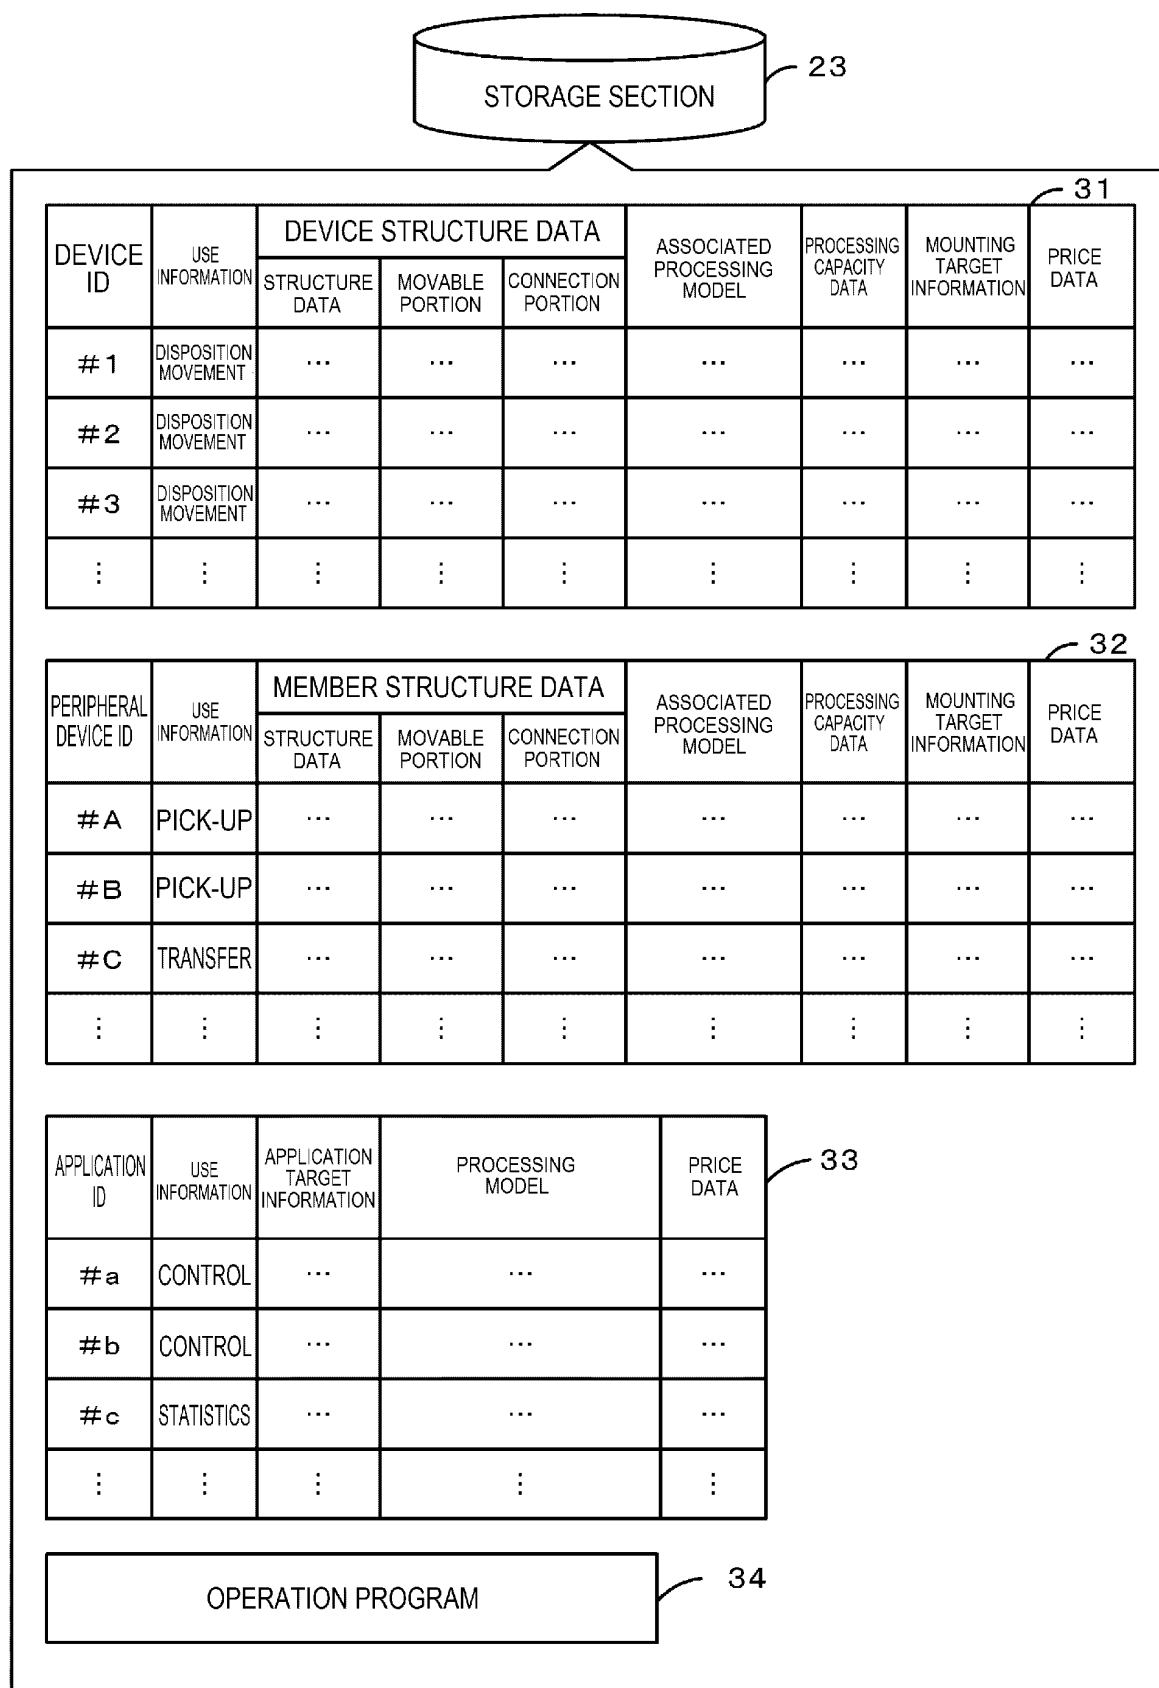 STORAGE SECTION
23
31
DEVICE ID
USE INFORMATION
DEVICE STRUCTURE DATA
STRUCTURE DATA
MOVABLE PORTION
CONNECTION PORTION
ASSOCIATED PROCESSING MODEL
PROCESSING CAPACITY DATA
MOUNTING TARGET INFORMATION
PRICE DATA
#1 DISPOSITION MOVEMENT ... ... ... ... ... ... ...
#2 DISPOSITION MOVEMENT ... ... ... ... ... ... ...
#3 DISPOSITION MOVEMENT ... ... ... ... ... ... ...
⋮ ⋮ ⋮ ⋮ ⋮ ⋮ ⋮ ⋮ ⋮
32
PERIPHERAL DEVICE ID
USE INFORMATION
MEMBER STRUCTURE DATA
STRUCTURE DATA
MOVABLE PORTION
CONNECTION PORTION
ASSOCIATED PROCESSING MODEL
PROCESSING CAPACITY DATA
MOUNTING TARGET INFORMATION
PRICE DATA
#A PICK-UP ... ... ... ... ... ... ...
#B PICK-UP ... ... ... ... ... ... ...
#C TRANSFER ... ... ... ... ... ... ...
⋮ ⋮ ⋮ ⋮ ⋮ ⋮ ⋮ ⋮ ⋮
33
APPLICATION ID
USE INFORMATION
APPLICATION TARGET INFORMATION
PROCESSING MODEL
PRICE DATA
#a CONTROL ... ... ...
#b CONTROL ... ... ...
#c STATISTICS ... ... ...
⋮ ⋮ ⋮ ⋮ ⋮
OPERATION PROGRAM
34